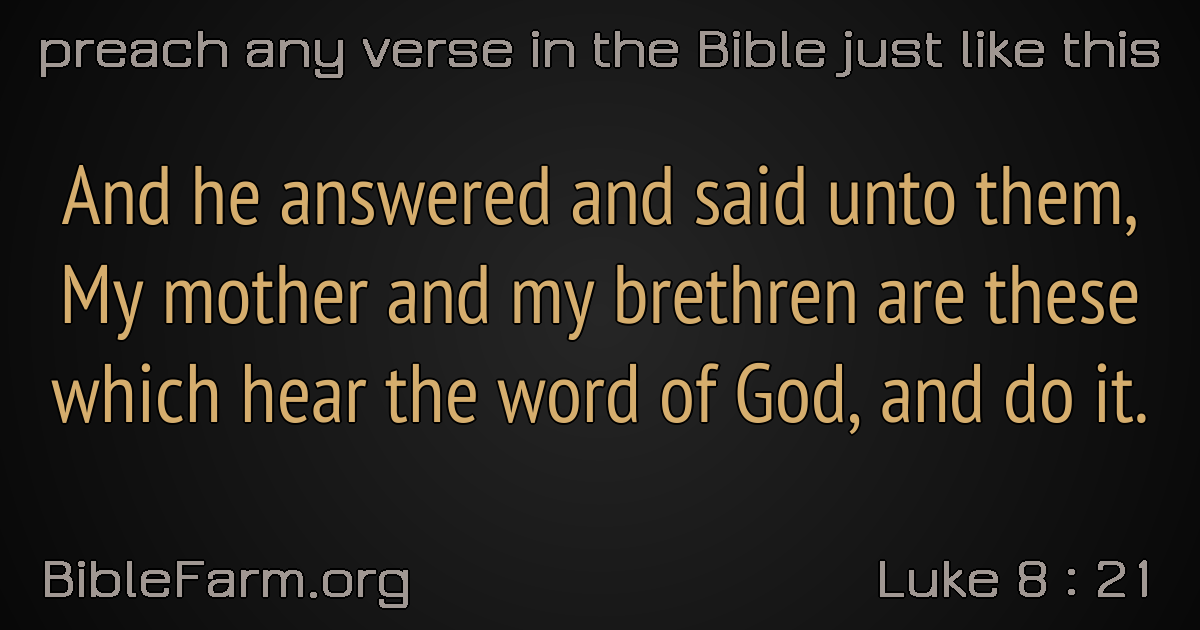 preach any verse in the Bible just like this
And he answered and said unto them,
My mother and my brethren are these
which hear the word of God, and do it.
BibleFarm.org
Luke 8 : 21